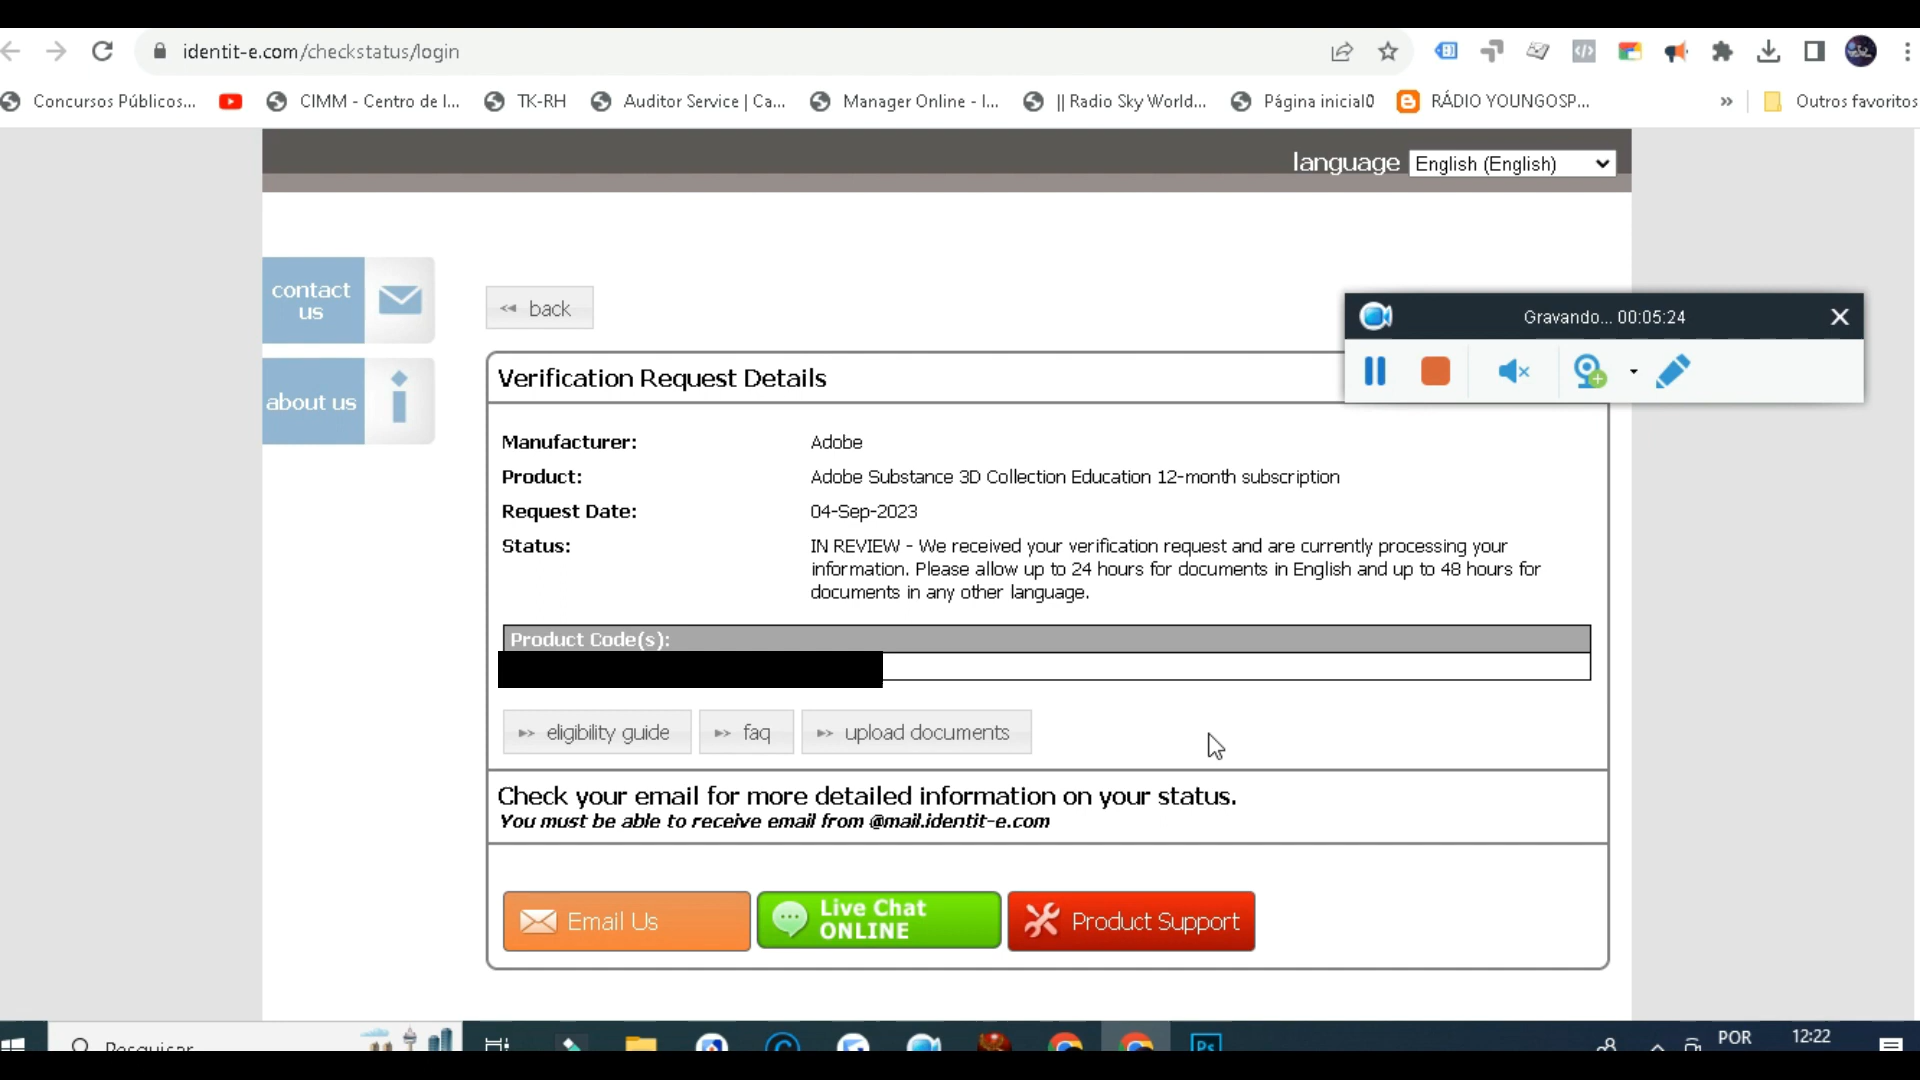 identit-e.com/checkstatus/login
Concursos Públicos...
CIMM - Centro de I...
TK-RH
Auditor Service | Ca...
Manager Online - I...
|| Radio Sky World...
Página inicial0
RÁDIO YOUNGOSP...
»
Outros favoritos
language English (English)
contact
us
about us
back
Gravando... 00:05:24
Verification Request Details
Manufacturer: Adobe
Product: Adobe Substance 3D Collection Education 12-month subscription
Request Date: 04-Sep-2023
Status: IN REVIEW - We received your verification request and are currently processing your
information. Please allow up to 24 hours for documents in English and up to 48 hours for
documents in any other language.
Product Code(s):
eligibility guide
faq
upload documents
Check your email for more detailed information on your status.
You must be able to receive email from @mail.identit-e.com
Email Us
Live Chat
ONLINE
Product Support
Pesquisar
Ps
POR
12:22